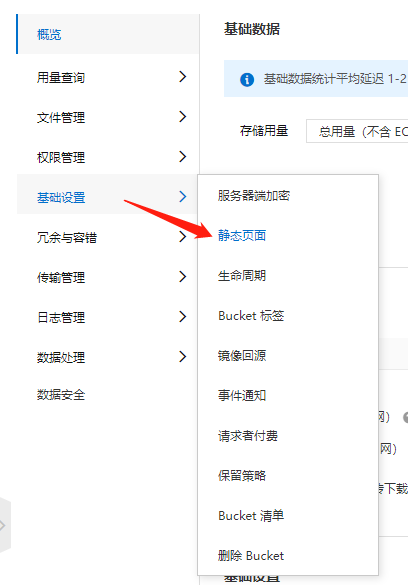 概览
用量查询
文件管理
权限管理
基础设置
冗余与容错
传输管理
日志管理
数据处理
数据安全
服务器端加密
静态页面
生命周期
Bucket 标签
镜像回源
事件通知
请求者付费
保留策略
Bucket 清单
删除 Bucket
基础数据
基础数据统计平均延迟 1-2
存储用量
总用量（不含 EC
网）
网）
传下载
基础设置